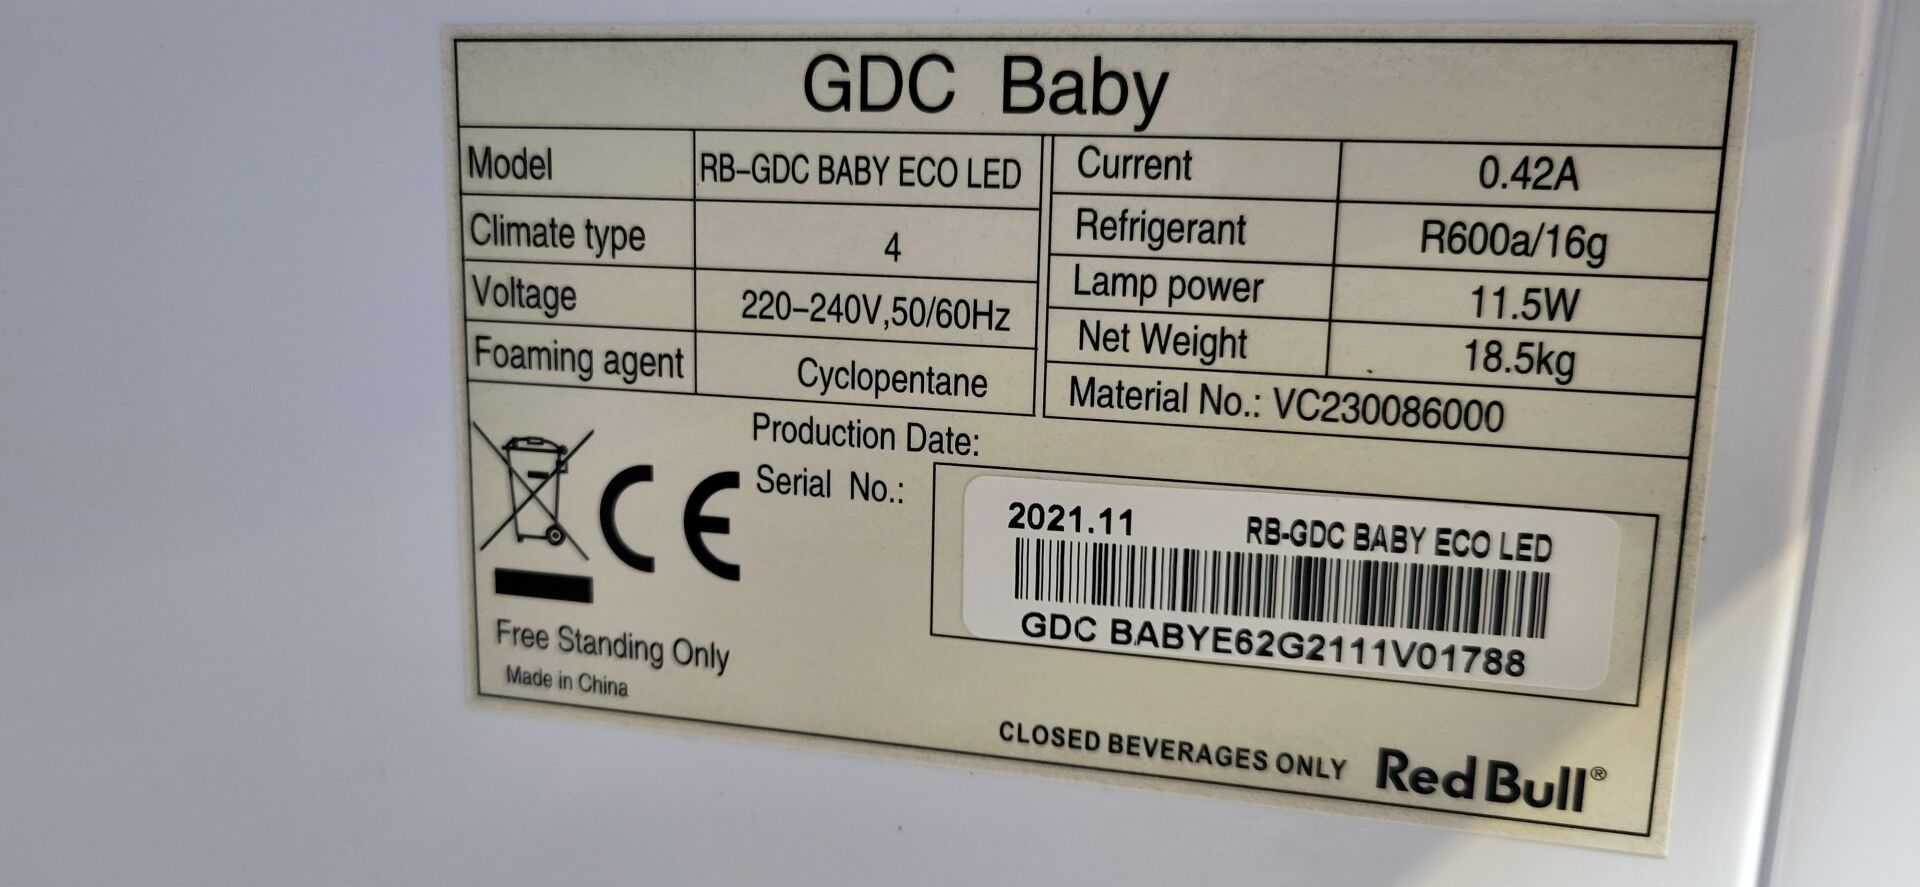 GDC Baby
Model RB-GDC BABY ECO LED
Climate type 4
Voltage 220-240V,50/60Hz
Foaming agent Cyclopentane
Current 0.42A
Refrigerant R600a/16g
Lamp power 11.5W
Net Weight 18.5kg
Material No.: VC230086000
Production Date:
Serial No.:
2021.11 RB-GDC BABY ECO LED
GDC BABYE62G2111V01788
CE
Free Standing Only
Made in China
CLOSED BEVERAGES ONLY Red Bull®